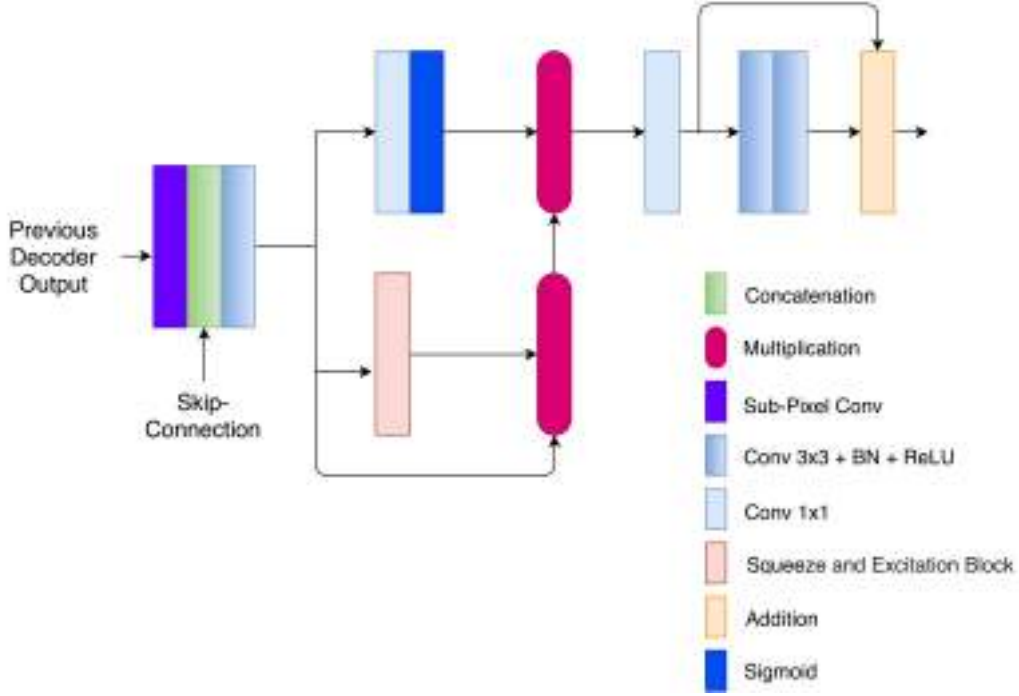 Previous
Decoder
Output
Skip-
Connection
Concatenation
Multiplication
Sub-Pixel Conv
Conv 3x3 + BN + ReLU
Conv 1x1
Squeeze and Excitation Block
Addition
Sigmoid